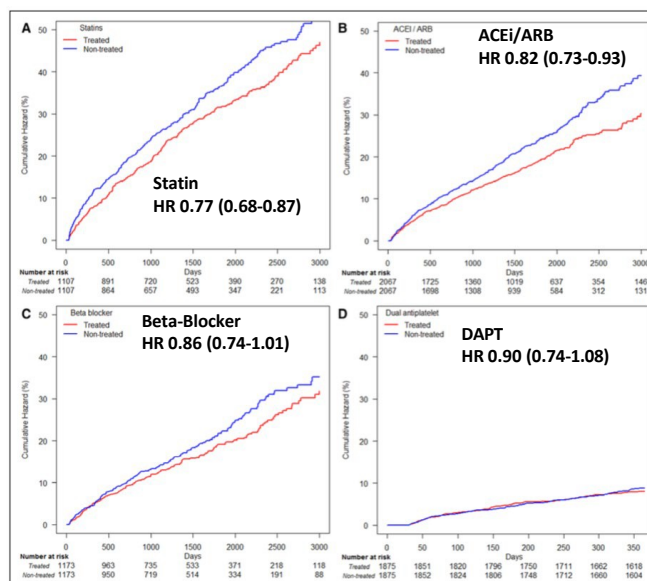 A
Statins
Treated
Non-treated
Cumulative Hazard (%)
50
40
30
20
10
0
Statin
HR 0.77 (0.68-0.87)
0 500 1000 1500 2000 2500 3000
Days
Number at risk
Treated 1107 891 720 523 390 270 138
Non-treated 1107 864 657 493 347 221 113
B
ACEI / ARB
Treated
Non-treated
ACEi/ARB
HR 0.82 (0.73-0.93)
Cumulative Hazard (%)
50
40
30
20
10
0
0 500 1000 1500 2000 2500 3000
Days
Number at risk
Treated 2067 1725 1360 1019 637 354 146
Non-treated 2067 1698 1308 939 584 312 131
C
Beta blocker
Treated
Non-treated
Beta-Blocker
HR 0.86 (0.74-1.01)
Cumulative Hazard (%)
50
40
30
20
10
0
0 500 1000 1500 2000 2500 3000
Days
Number at risk
Treated 1173 963 735 533 371 218 118
Non-treated 1173 950 719 514 334 191 88
D
Dual antiplatelet
Treated
Non-treated
DAPT
HR 0.90 (0.74-1.08)
Cumulative Hazard (%)
50
40
30
20
10
0
0 50 100 150 200 250 300 350
Days
Number at risk
Treated 1875 1851 1820 1796 1750 1711 1662 1618
Non-treated 1875 1852 1824 1806 1748 1712 1660 1604